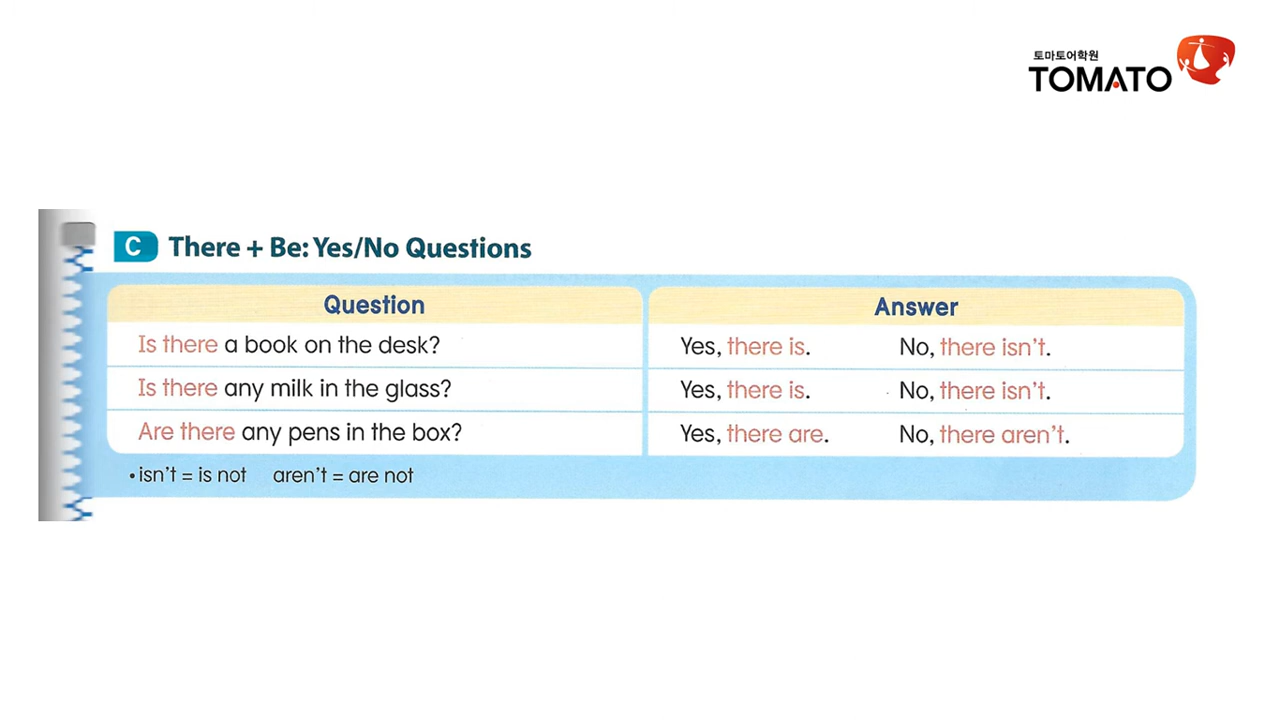 토마토어학원
TOMATO
C There + Be: Yes/No Questions
Question Answer
Is there a book on the desk? Yes, there is. No, there isn't.
Is there any milk in the glass? Yes, there is. No, there isn't.
Are there any pens in the box? Yes, there are. No, there aren't.
• isn't = is not aren't = are not